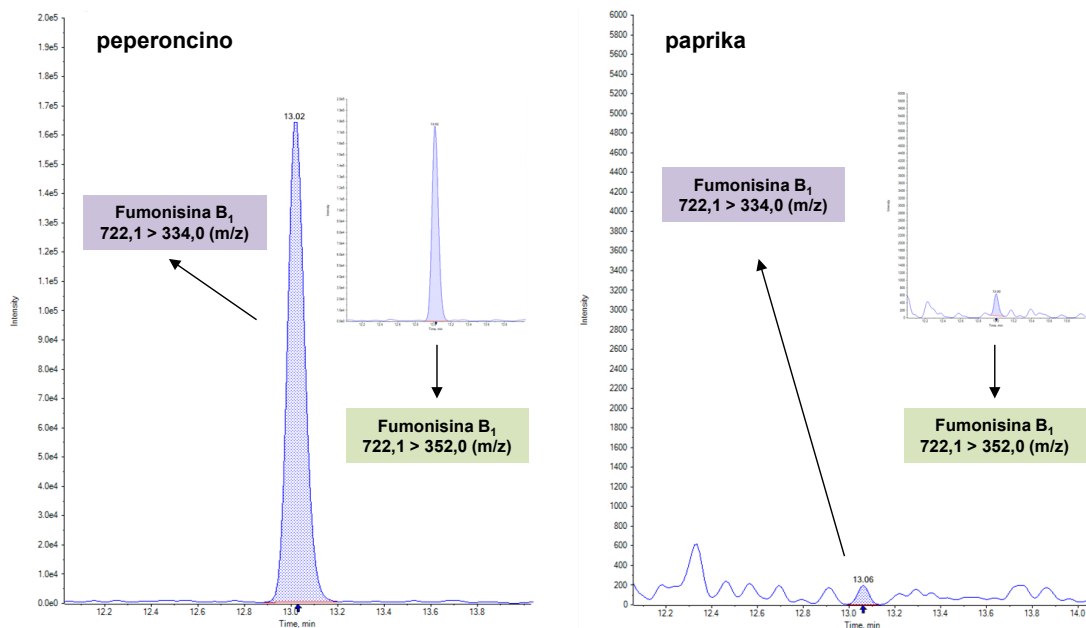 peperoncino
2.0e5
1.9e5
1.8e5
1.7e5
1.6e5
1.5e5
1.4e5
1.3e5
1.2e5
1.1e5
1.0e5
9.0e4
8.0e4
7.0e4
6.0e4
5.0e4
4.0e4
3.0e4
2.0e4
1.0e4
0.0e0
Intensity
13.02
Fumonisina B₁
722,1 > 334,0 (m/z)
Fumonisina B₁
722,1 > 352,0 (m/z)
12.2 12.4 12.6 12.8 13.0 13.2 13.4 13.6 13.8
Time, min
paprika
6000
5800
5600
5400
5200
5000
4800
4600
4400
4200
4000
3800
3600
3400
3200
3000
2800
2600
2400
2200
2000
1800
1600
1400
1200
1000
800
600
400
200
0
Intensity
13.06
Fumonisina B₁
722,1 > 334,0 (m/z)
Fumonisina B₁
722,1 > 352,0 (m/z)
12.2 12.4 12.6 12.8 13.0 13.2 13.4 13.6 13.8 14.0
Time, min